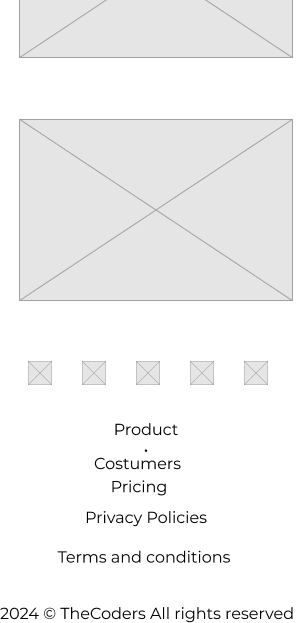 Product
.
Costumers
Pricing
Privacy Policies
Terms and conditions
2024 © TheCoders All rights reserved